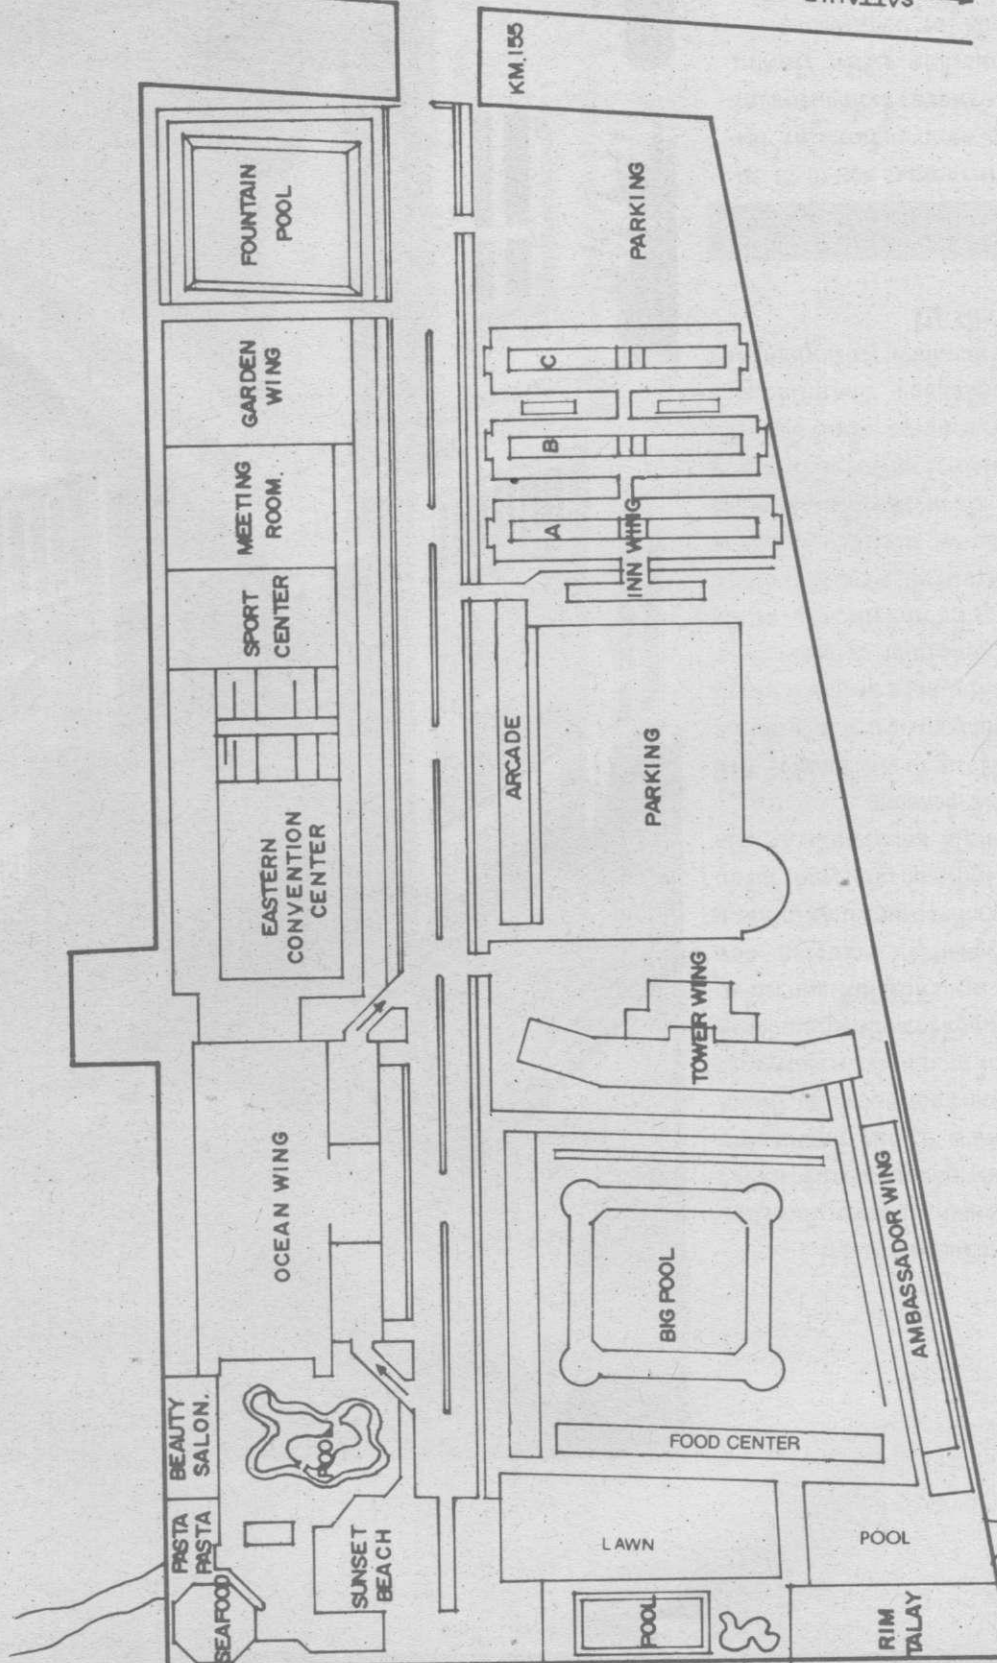 SATTAHIP
KM.155
FOUNTAIN
POOL
PARKING
GARDEN
WING
C
MEETING
ROOM.
B
A
INN WING
SPORT
CENTER
ARCADE
PARKING
EASTERN
CONVENTION
CENTER
TOWER WING
OCEAN WING
BIG POOL
AMBASSADOR WING
BEAUTY
SALON.
POOL
FOOD CENTER
PASTA
PASTA
SUNSET
BEACH
LAWN
POOL
SEAFOOD
POOL
RIM
TALAY